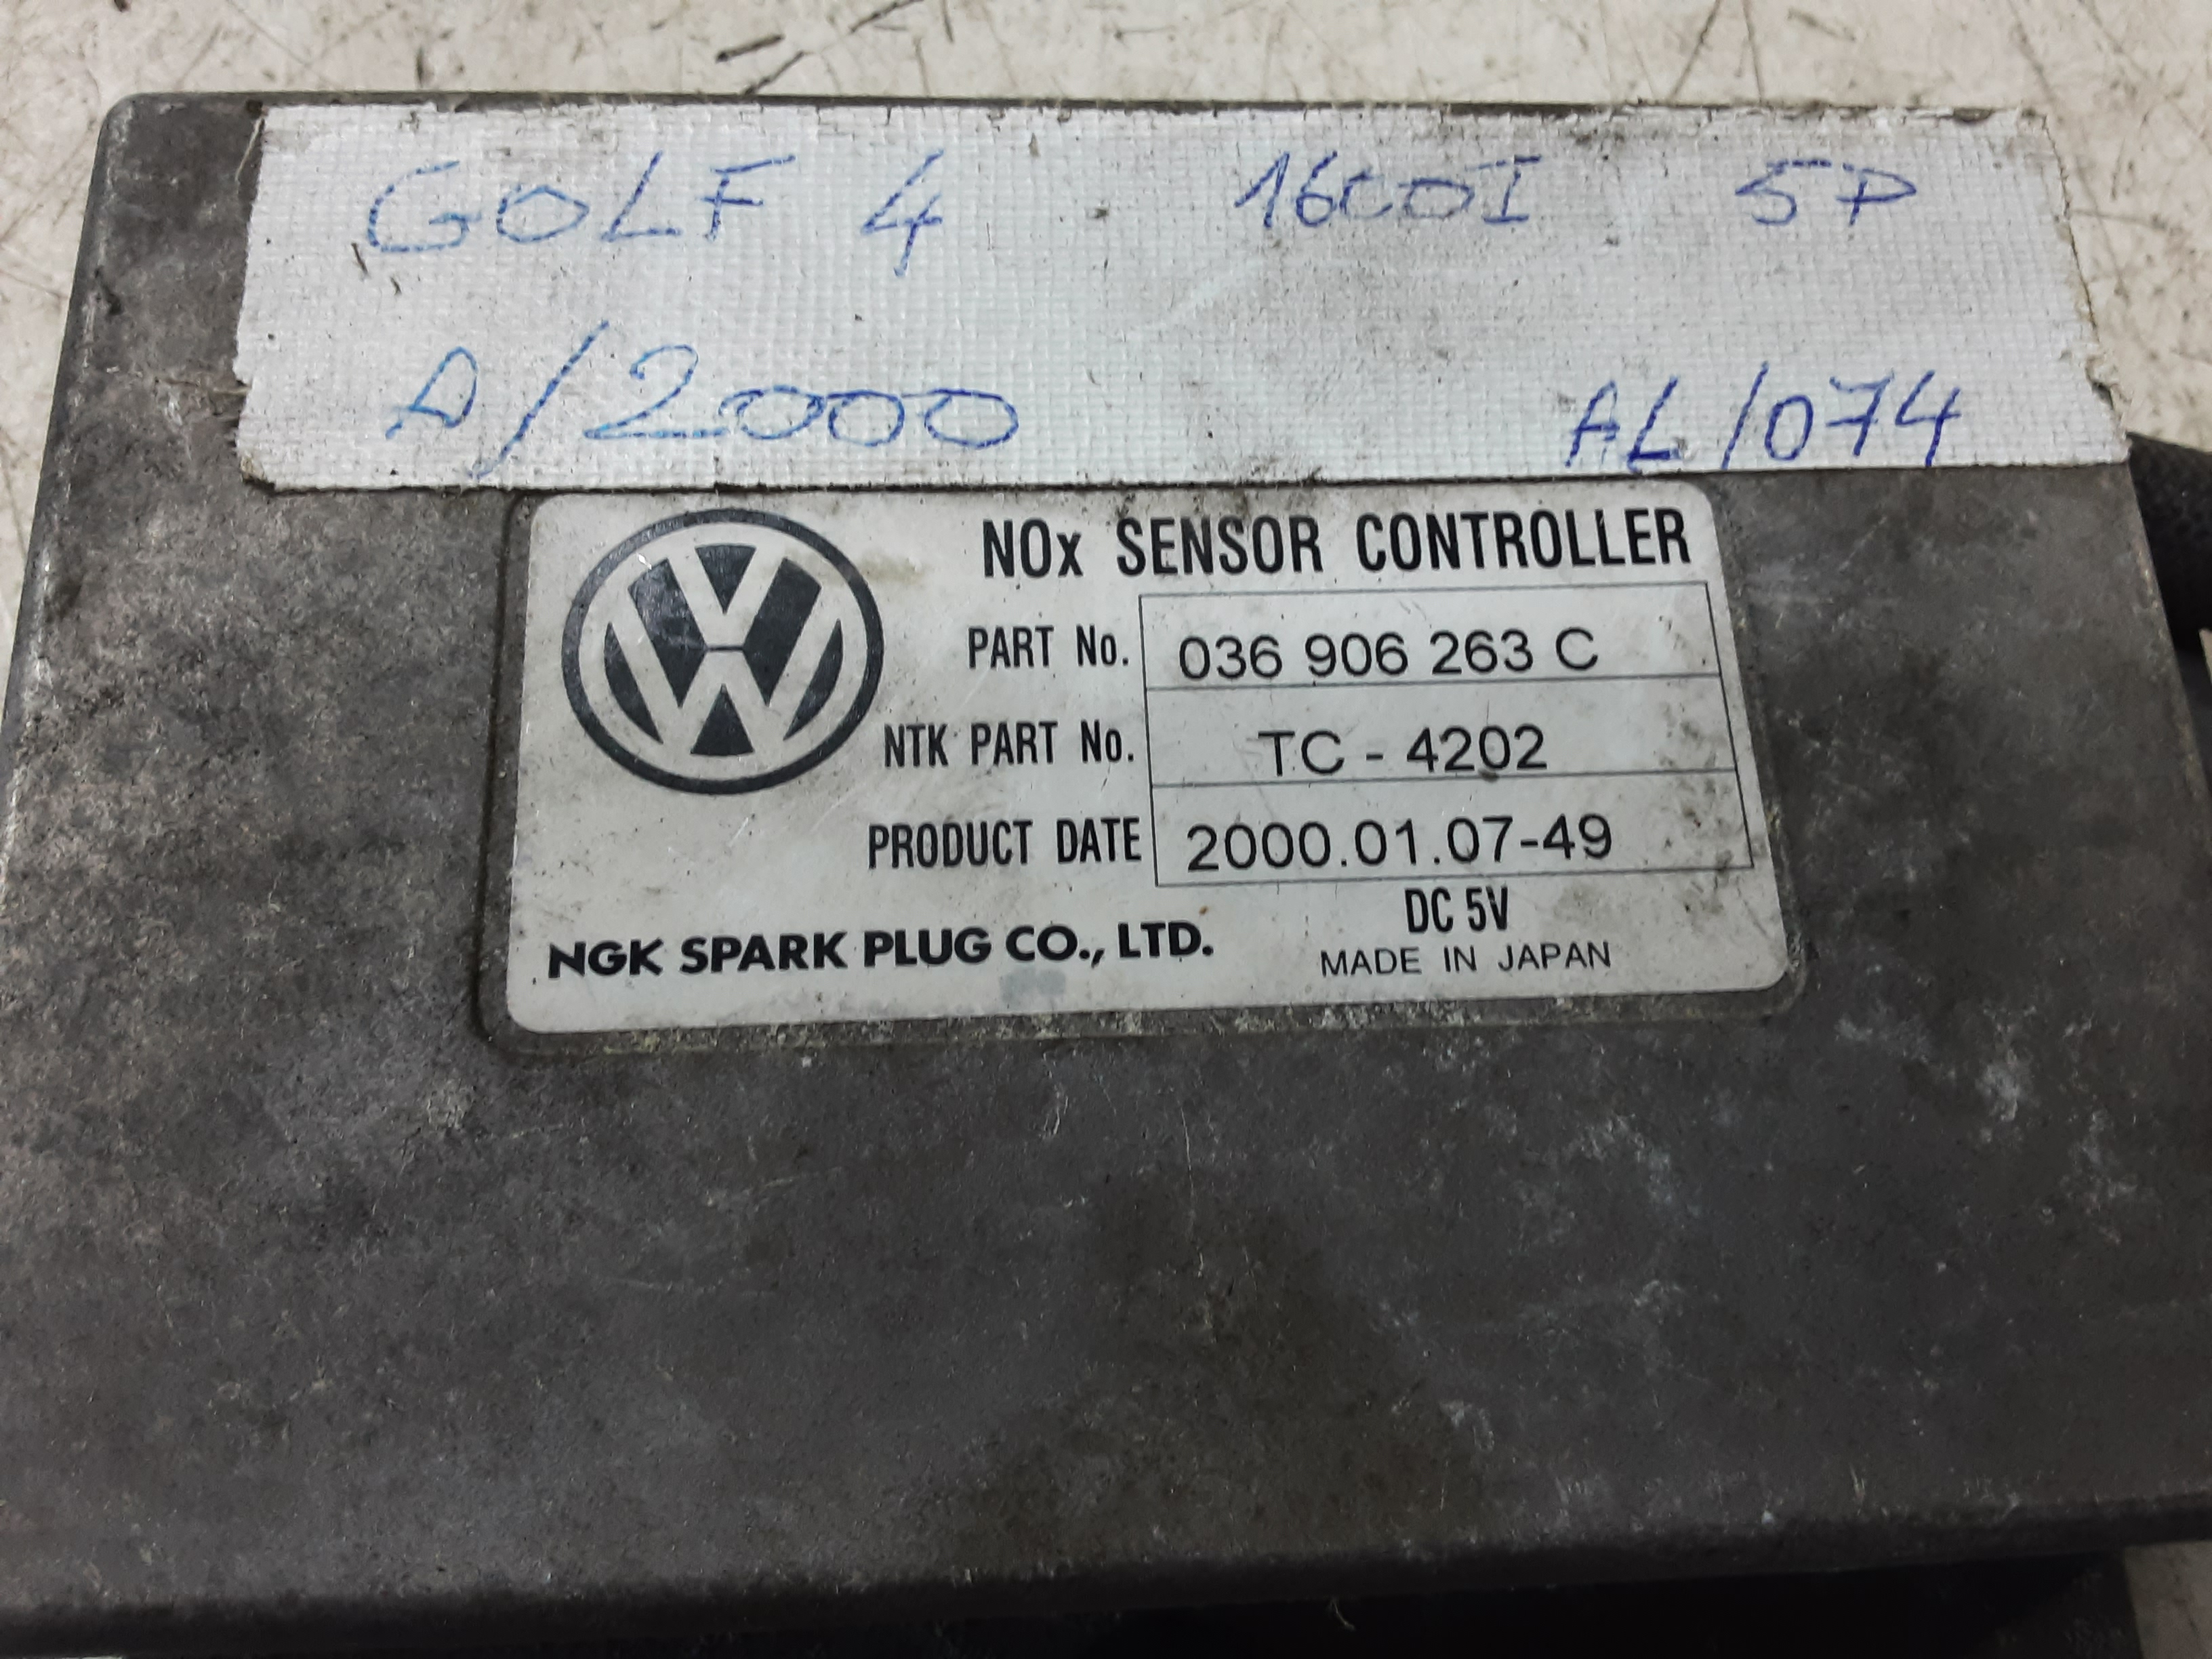 GOLF 4 1600I 5P
A/2000 AL/074
NOx SENSOR CONTROLLER
PART No. 036 906 263 C
NTK PART No. TC - 4202
PRODUCT DATE 2000.01.07-49
DC 5V
NGK SPARK PLUG CO., LTD. MADE IN JAPAN